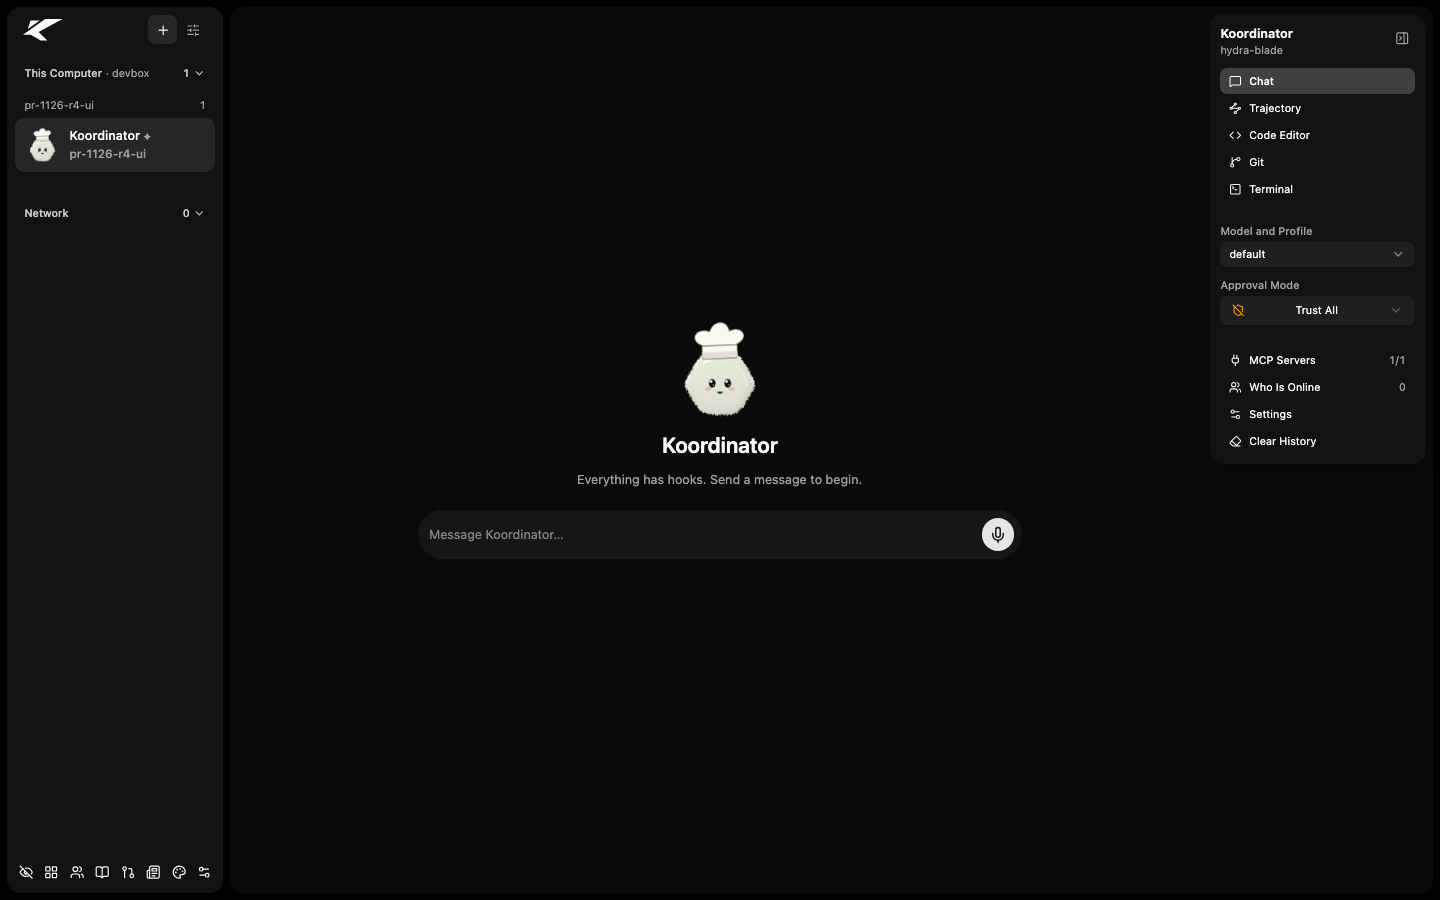 This Computer · devbox 1
pr-1126-r4-ui 1
Koordinator
pr-1126-r4-ui
Network 0
Koordinator
Everything has hooks. Send a message to begin.
Message Koordinator...
Koordinator
hydra-blade
Chat
Trajectory
Code Editor
Git
Terminal
Model and Profile
default
Approval Mode
Trust All
MCP Servers 1/1
Who Is Online 0
Settings
Clear History